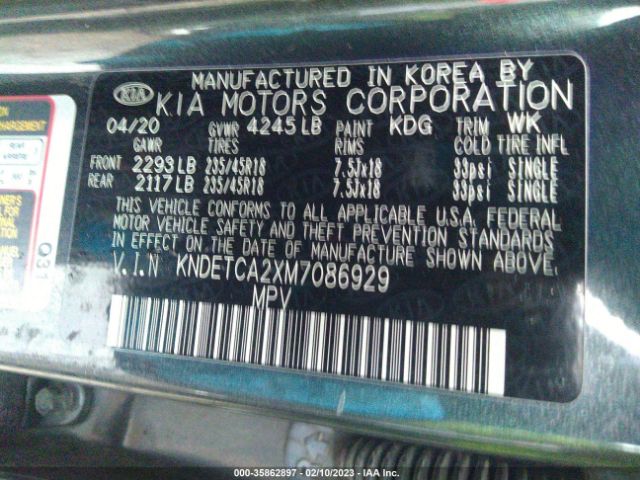 MANUFACTURED IN KOREA BY
KIA KIA MOTORS CORPORATION
04/20 GVWR 4245LB PAINT KDG TRIM WK
GAWR TIRES RIMS COLD TIRE INFL
FRONT 2293LB 235/45R18 7.5Jx18 33psi SINGLE
REAR 2117LB 235/45R18 7.5Jx18 33psi SINGLE
THIS VEHICLE CONFORMS TO ALL APPLICABLE U.S.A. FEDERAL
MOTOR VEHICLE SAFETY AND THEFT PREVENTION STANDARDS
IN EFFECT ON THE DATE OF MANUFACTURE SHOWN ABOVE.
V.I.N KNDETCA2XM7086929
MPV
000-35862897 - 02/10/2023 - IAA Inc.